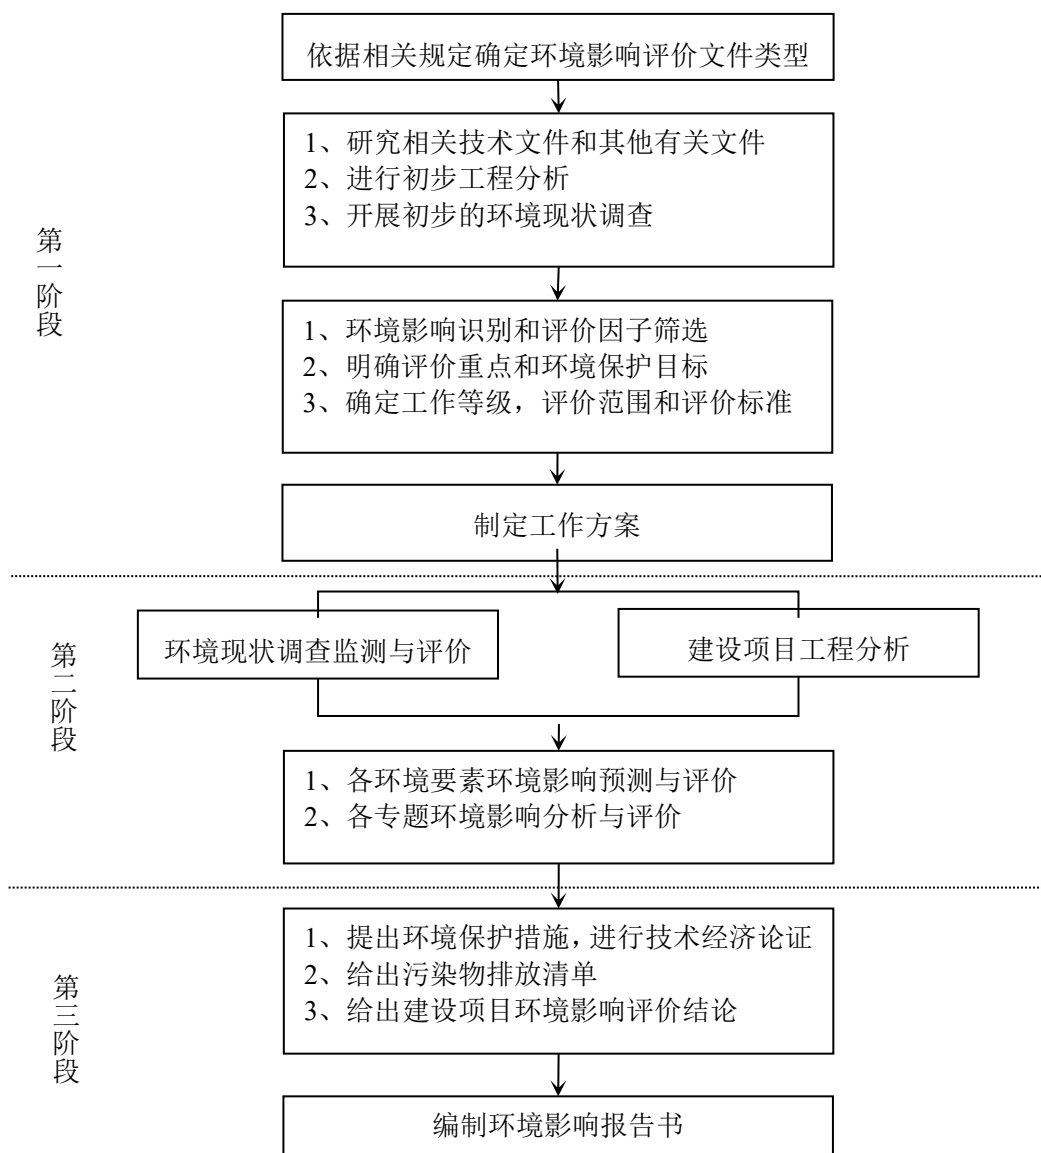 依据相关规定确定环境影响评价文件类型
1、研究相关技术文件和其他有关文件
2、进行初步工程分析
3、开展初步的环境现状调查
第一阶段
1、环境影响识别和评价因子筛选
2、明确评价重点和环境保护目标
3、确定工作等级，评价范围和评价标准
制定工作方案
环境现状调查监测与评价
建设项目工程分析
第二阶段
1、各环境要素环境影响预测与评价
2、各专题环境影响分析与评价
1、提出环境保护措施，进行技术经济论证
2、给出污染物排放清单
3、给出建设项目环境影响评价结论
第三阶段
编制环境影响报告书